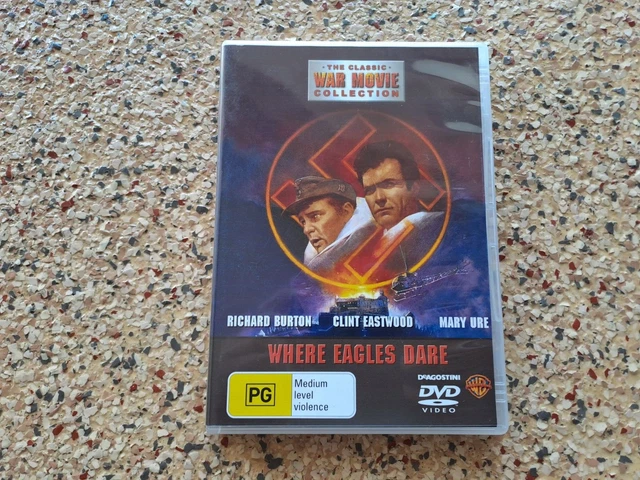 · THE CLASSIC ·
WAR MOVIE
COLLECTION
RICHARD BURTON CLINT EASTWOOD MARY URE
WHERE EAGLES DARE
PG
Medium
level
violence
DeAGOSTINI
DVD
VIDEO
WB